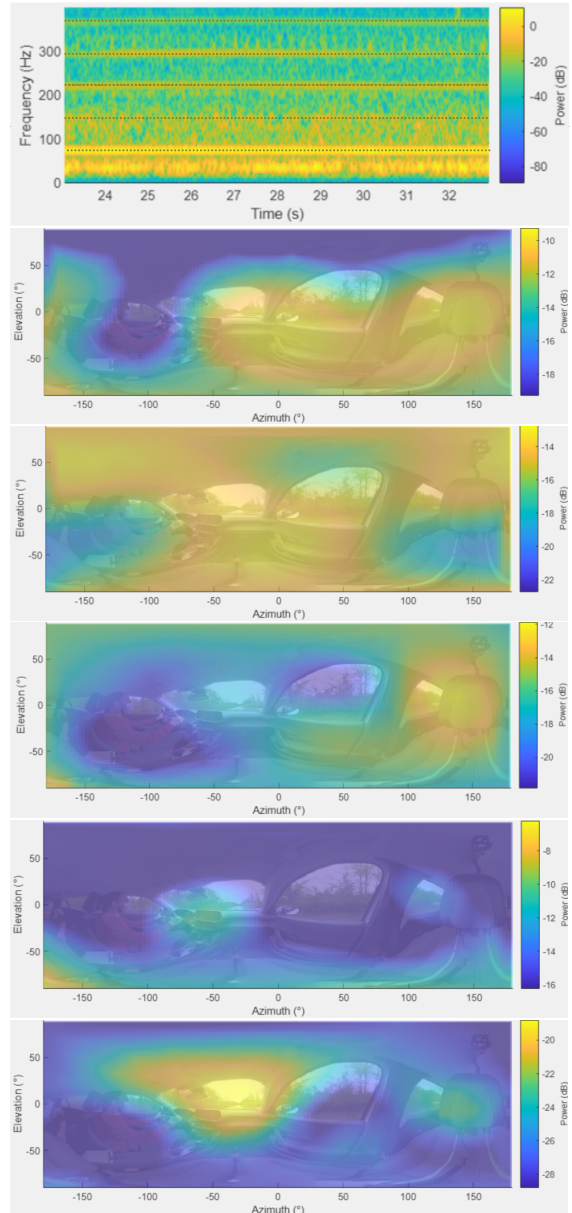 300
200
100
0
Frequency (Hz)
24 25 26 27 28 29 30 31 32
Time (s)
0
-20
-40
-60
-80
Power (dB)
50
0
-50
Elevation (°)
-150 -100 -50 0 50 100 150
Azimuth (°)
-10
-12
-14
-16
-18
Power (dB)
50
0
-50
Elevation (°)
-150 -100 -50 0 50 100 150
Azimuth (°)
-14
-16
-18
-20
-22
Power (dB)
50
0
-50
Elevation (°)
-150 -100 -50 0 50 100 150
Azimuth (°)
-12
-14
-16
-18
-20
Power (dB)
50
0
-50
Elevation (°)
-150 -100 -50 0 50 100 150
Azimuth (°)
-8
-10
-12
-14
-16
Power (dB)
50
0
-50
Elevation (°)
-150 -100 -50 0 50 100 150
Azimuth (°)
-20
-22
-24
-26
-28
Power (dB)